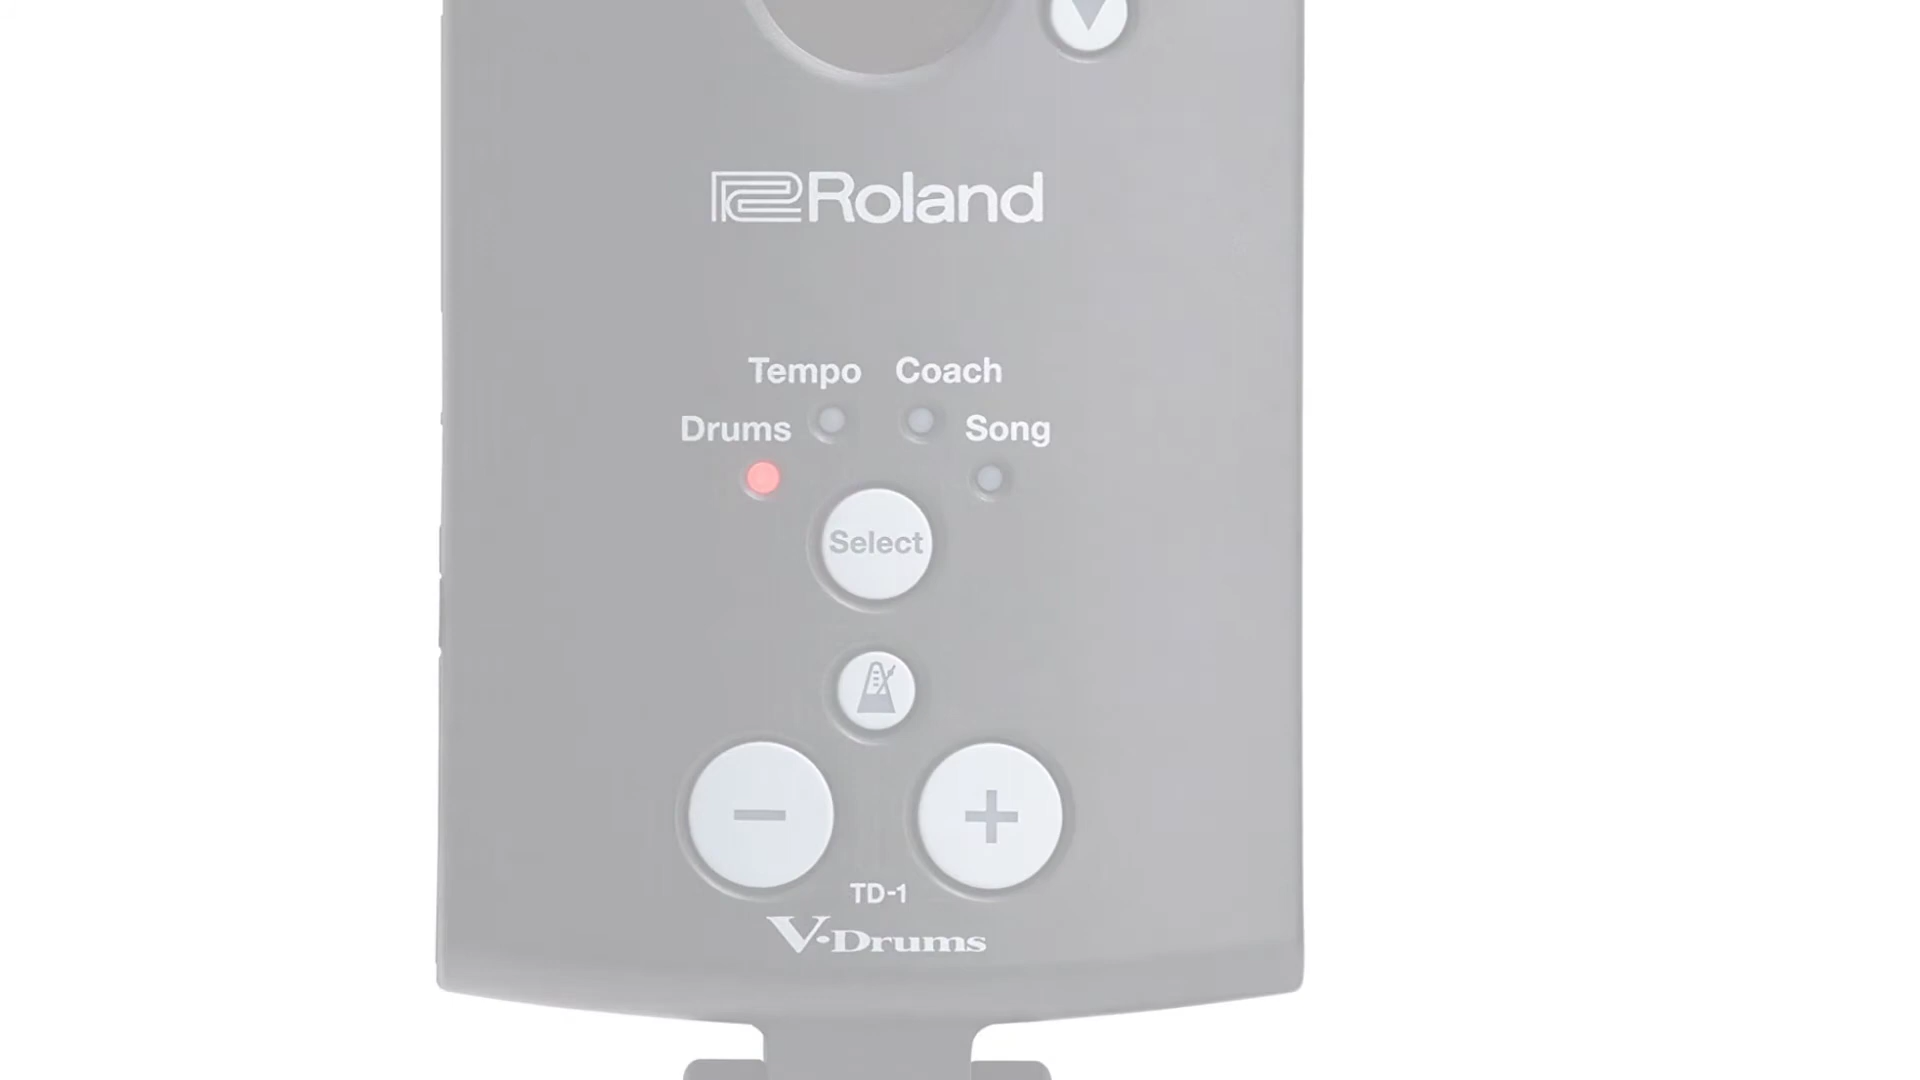 Roland
Tempo Coach
Drums Song
Select
TD-1
V-Drums